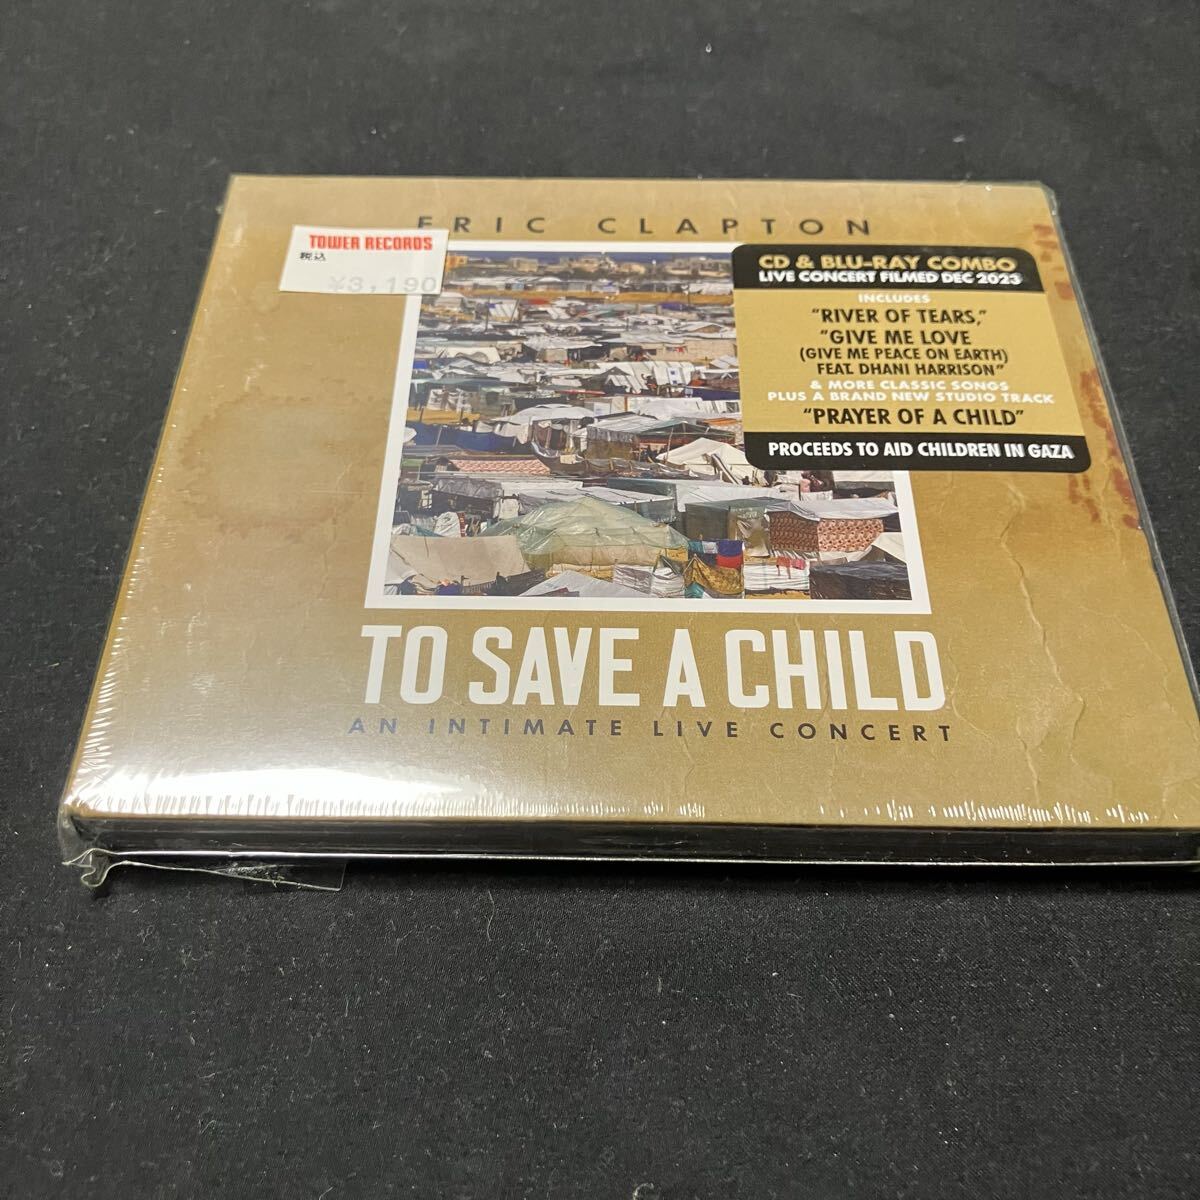 ERIC CLAPTON
TOWER RECORDS
税込
¥3,190
CD & BLU-RAY COMBO
LIVE CONCERT FILMED DEC 2023
INCLUDES
"RIVER OF TEARS,"
"GIVE ME LOVE
(GIVE ME PEACE ON EARTH)
FEAT. DHANI HARRISON"
& MORE CLASSIC SONGS
PLUS A BRAND NEW STUDIO TRACK
"PRAYER OF A CHILD"
PROCEEDS TO AID CHILDREN IN GAZA
TO SAVE A CHILD
AN INTIMATE LIVE CONCERT